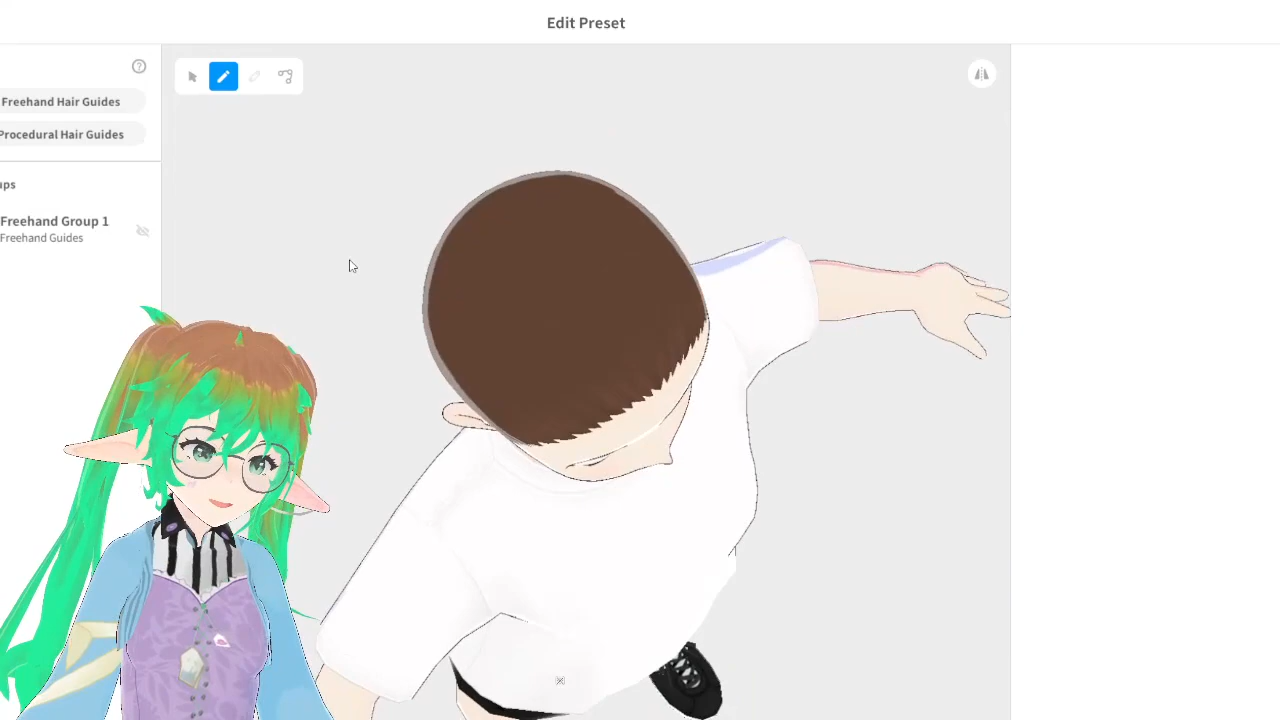 Edit Preset
Freehand Hair Guides
Procedural Hair Guides
ups
Freehand Group 1
Freehand Guides